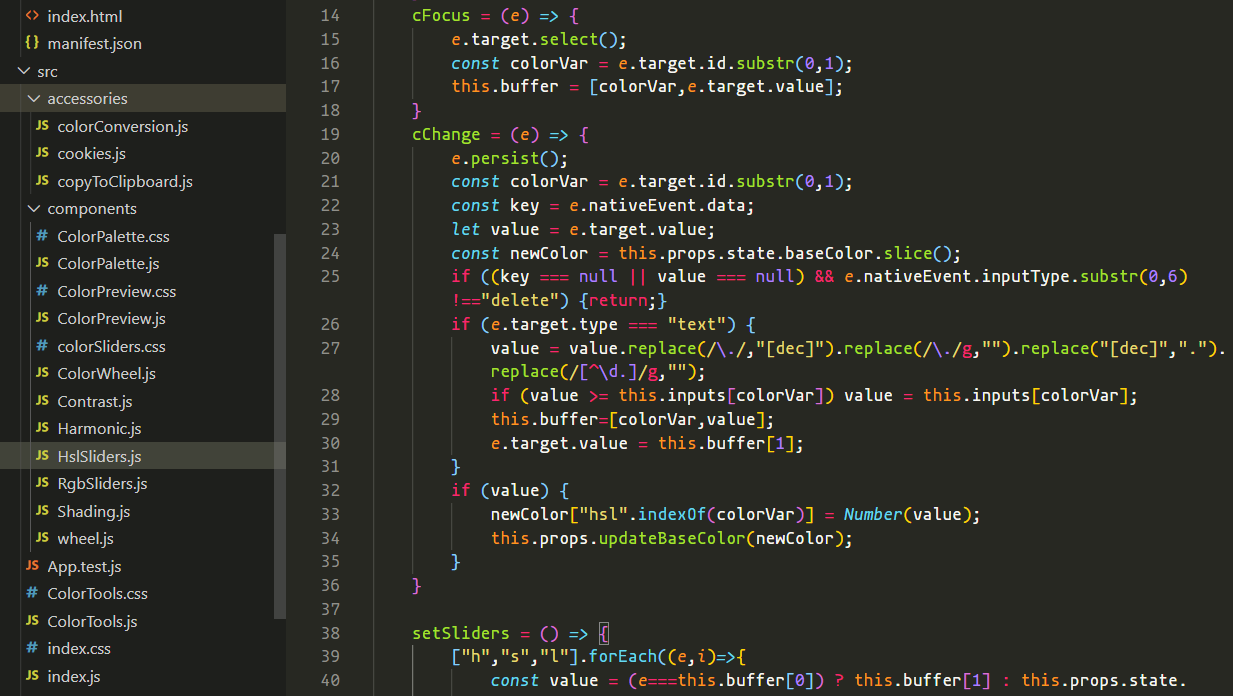 index.html
manifest.json
src
accessories
JS colorConversion.js
JS cookies.js
JS copyToClipboard.js
components
# ColorPalette.css
JS ColorPalette.js
# ColorPreview.css
JS ColorPreview.js
# colorSliders.css
JS ColorWheel.js
JS Contrast.js
JS Harmonic.js
JS HslSliders.js
JS RgbSliders.js
JS Shading.js
JS wheel.js
JS App.test.js
# ColorTools.css
JS ColorTools.js
# index.css
JS index.js
14 cFocus = (e) => {
15 e.target.select();
16 const colorVar = e.target.id.substr(0,1);
17 this.buffer = [colorVar,e.target.value];
18 }
19 cChange = (e) => {
20 e.persist();
21 const colorVar = e.target.id.substr(0,1);
22 const key = e.nativeEvent.data;
23 let value = e.target.value;
24 const newColor = this.props.state.baseColor.slice();
25 if ((key === null || value === null) && e.nativeEvent.inputType.substr(0,6)
!=="delete") {return;}
26 if (e.target.type === "text") {
27 value = value.replace(/\./,"[dec]").replace(/\./g,"").replace("[dec]",".").
replace(/[^\d.]/g,"");
28 if (value >= this.inputs[colorVar]) value = this.inputs[colorVar];
29 this.buffer=[colorVar,value];
30 e.target.value = this.buffer[1];
31 }
32 if (value) {
33 newColor["hsl".indexOf(colorVar)] = Number(value);
34 this.props.updateBaseColor(newColor);
35 }
36 }
37
38 setSliders = () => {
39 ["h","s","l"].forEach((e,i)=>{
40 const value = (e===this.buffer[0]) ? this.buffer[1] : this.props.state.